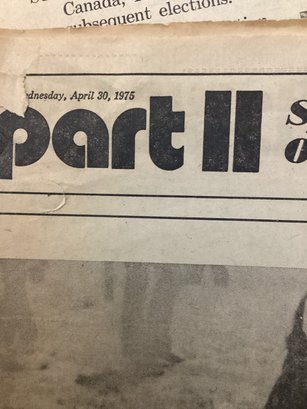 Canada,
subsequent elections.
Wednesday, April 30, 1975
part II